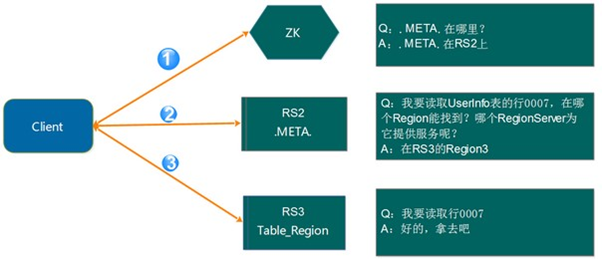 ZK
Q：.META.在哪里？
A：.META.在RS2上
1
Client
2
RS2
.META.
Q：我要读取UserInfo表的行0007，在哪
个Region能找到？哪个RegionServer为
它提供服务呢？
A：在RS3的Region3
3
RS3
Table_Region
Q：我要读取行0007
A：好的，拿去吧